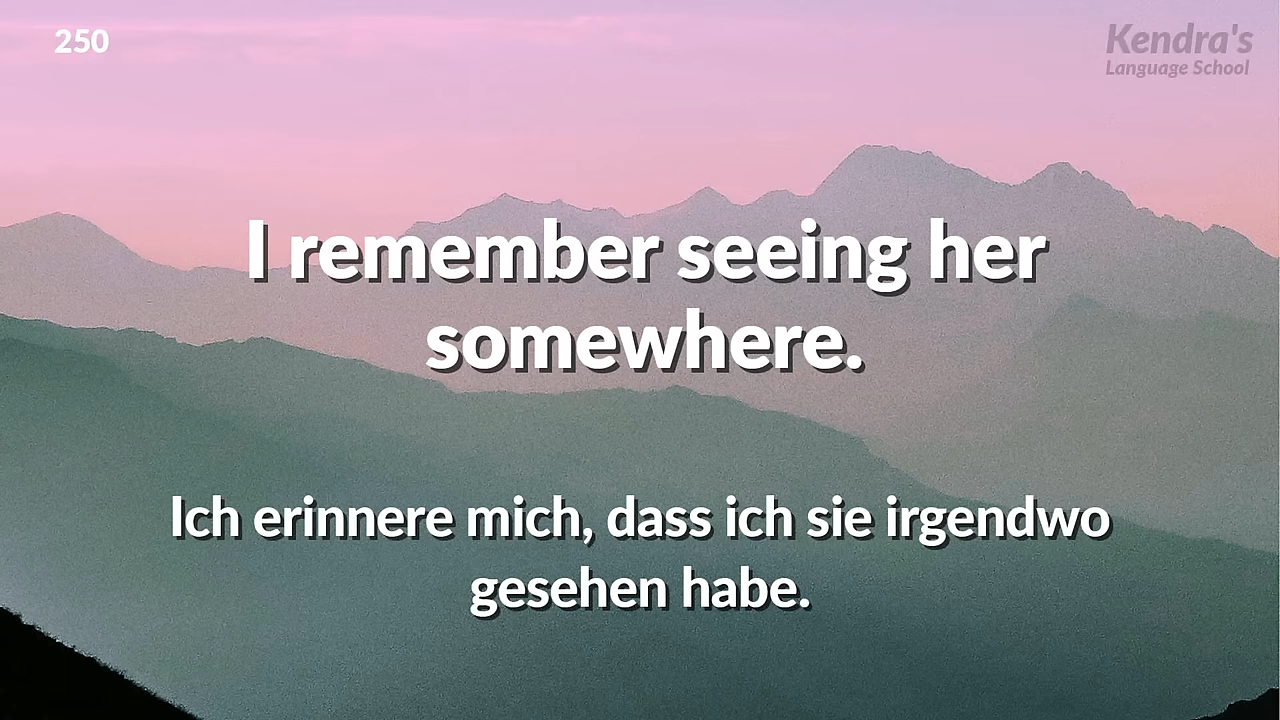 250
Kendra's
Language School
I remember seeing her
somewhere.
Ich erinnere mich, dass ich sie irgendwo
gesehen habe.